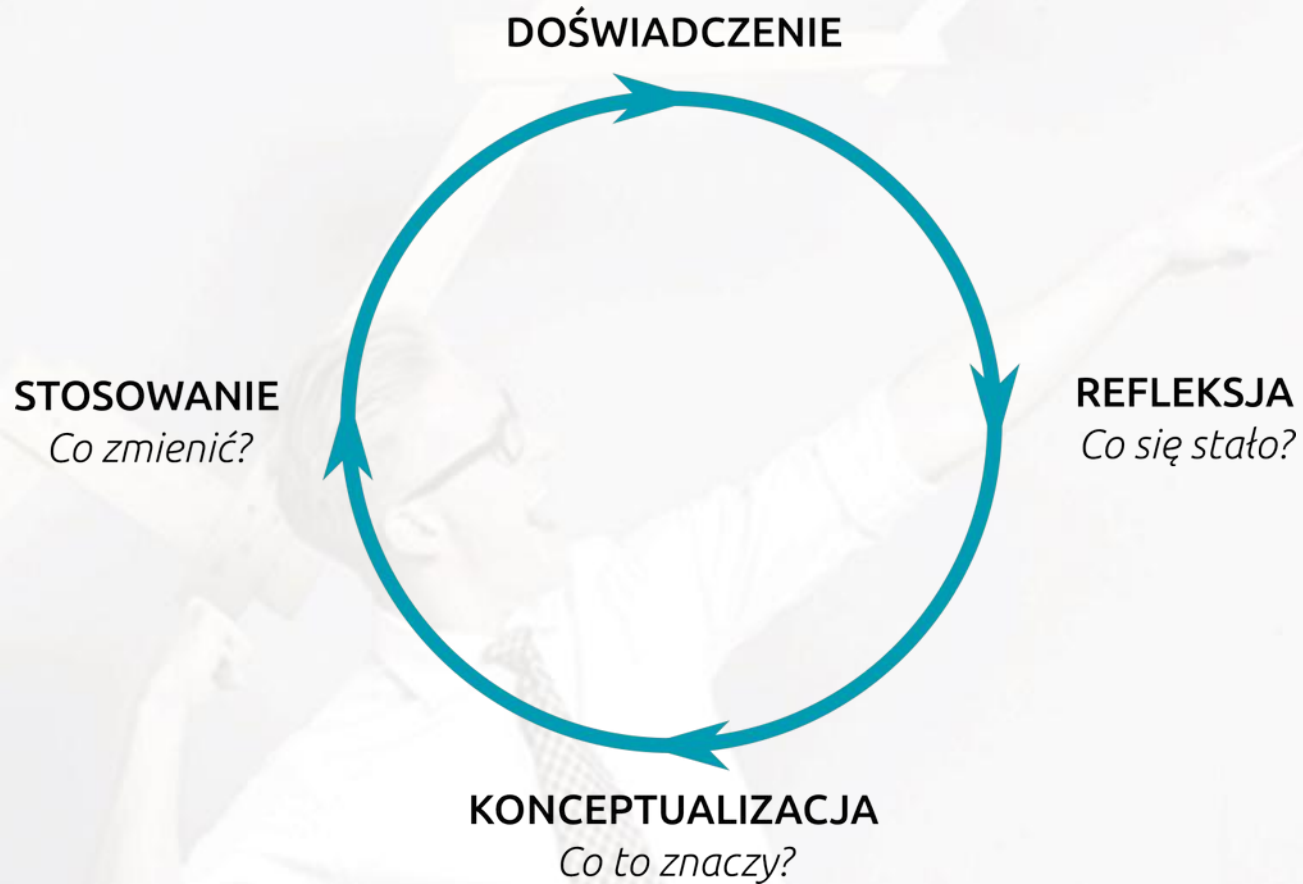 DOŚWIADCZENIE
STOSOWANIE
Co zmienić?
REFLEKSJA
Co się stało?
KONCEPTUALIZACJA
Co to znaczy?